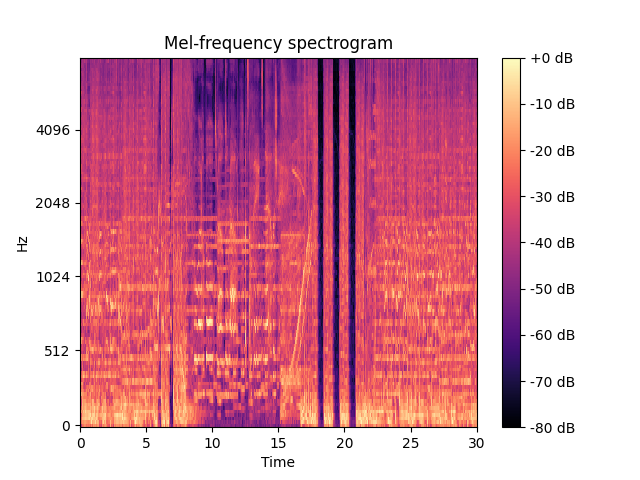 Mel-frequency spectrogram
Hz
4096
2048
1024
512
0
0 5 10 15 20 25 30
Time
+0 dB
-10 dB
-20 dB
-30 dB
-40 dB
-50 dB
-60 dB
-70 dB
-80 dB